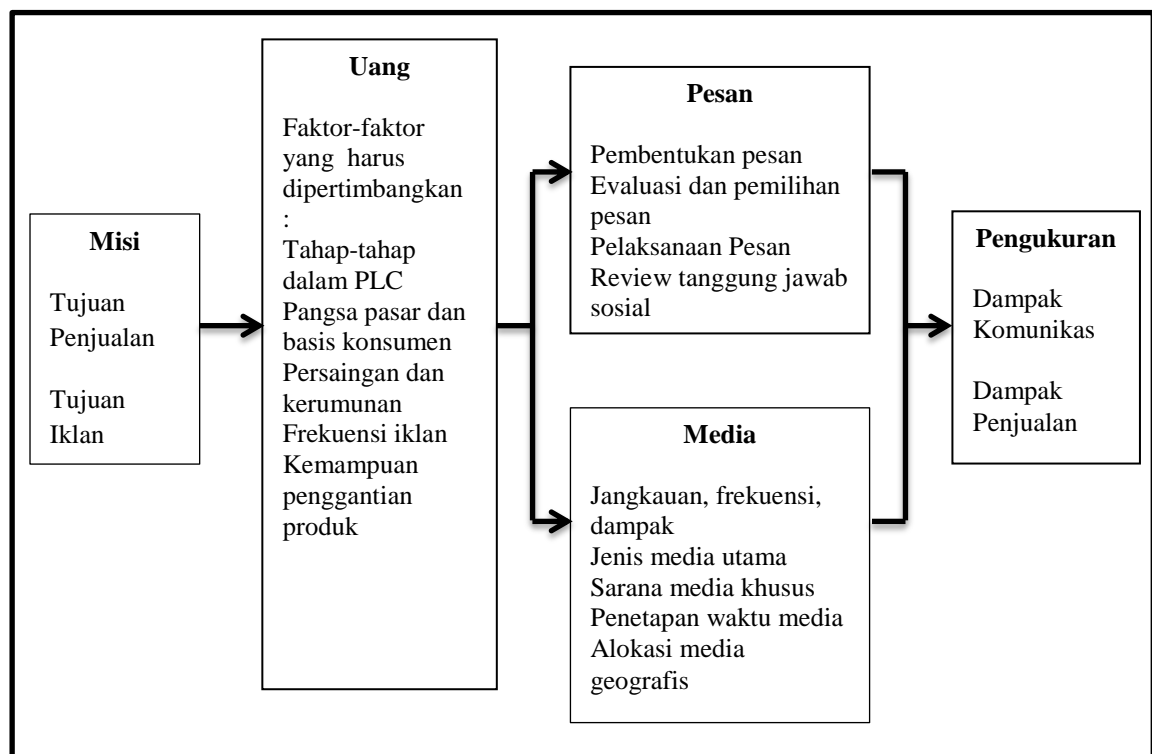 Misi
Tujuan
Penjualan
Tujuan
Iklan
Uang
Faktor-faktor
yang harus
dipertimbangkan
:
Tahap-tahap
dalam PLC
Pangsa pasar dan
basis konsumen
Persaingan dan
kerumunan
Frekuensi iklan
Kemampuan
penggantian
produk
Pesan
Pembentukan pesan
Evaluasi dan pemilihan
pesan
Pelaksanaan Pesan
Review tanggung jawab
sosial
Media
Jangkauan, frekuensi,
dampak
Jenis media utama
Sarana media khusus
Penetapan waktu media
Alokasi media
geografis
Pengukuran
Dampak
Komunikas
Dampak
Penjualan